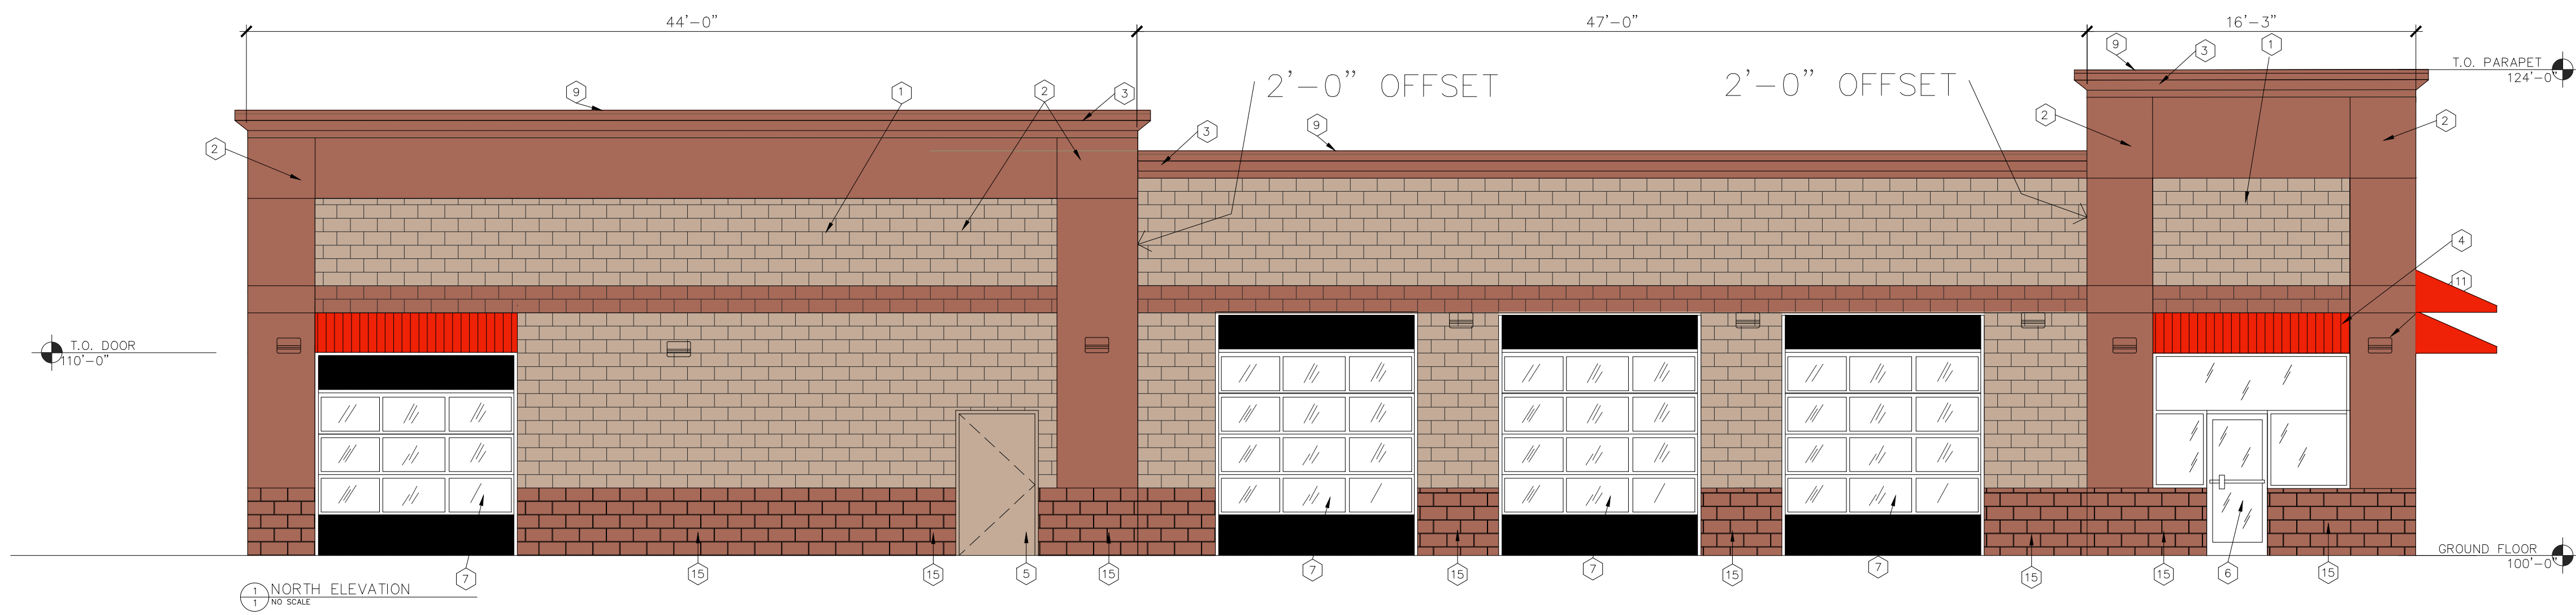 44'-0" 47'-0" 16'-3"
9 3 1
T.O. PARAPET
124'-0"
2'-0" OFFSET 2'-0" OFFSET
9 1 2 3
2 3 9 2 2
4
11
T.O. DOOR
110'-0"
GROUND FLOOR
100'-0"
7 15 15 5 15 7 15 7 15 7 15 15 6 15
1 NORTH ELEVATION
1 NO SCALE